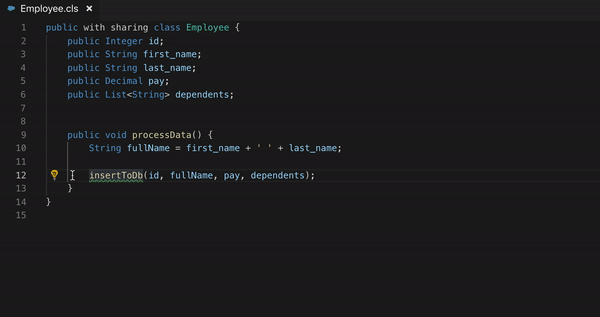 Employee.cls ×
1 public with sharing class Employee {
2 public Integer id;
3 public String first_name;
4 public String last_name;
5 public Decimal pay;
6 public List<String> dependents;
7
8
9 public void processData() {
10 String fullName = first_name + ' ' + last_name;
11
12 insertToDb(id, fullName, pay, dependents);
13 }
14 }
15